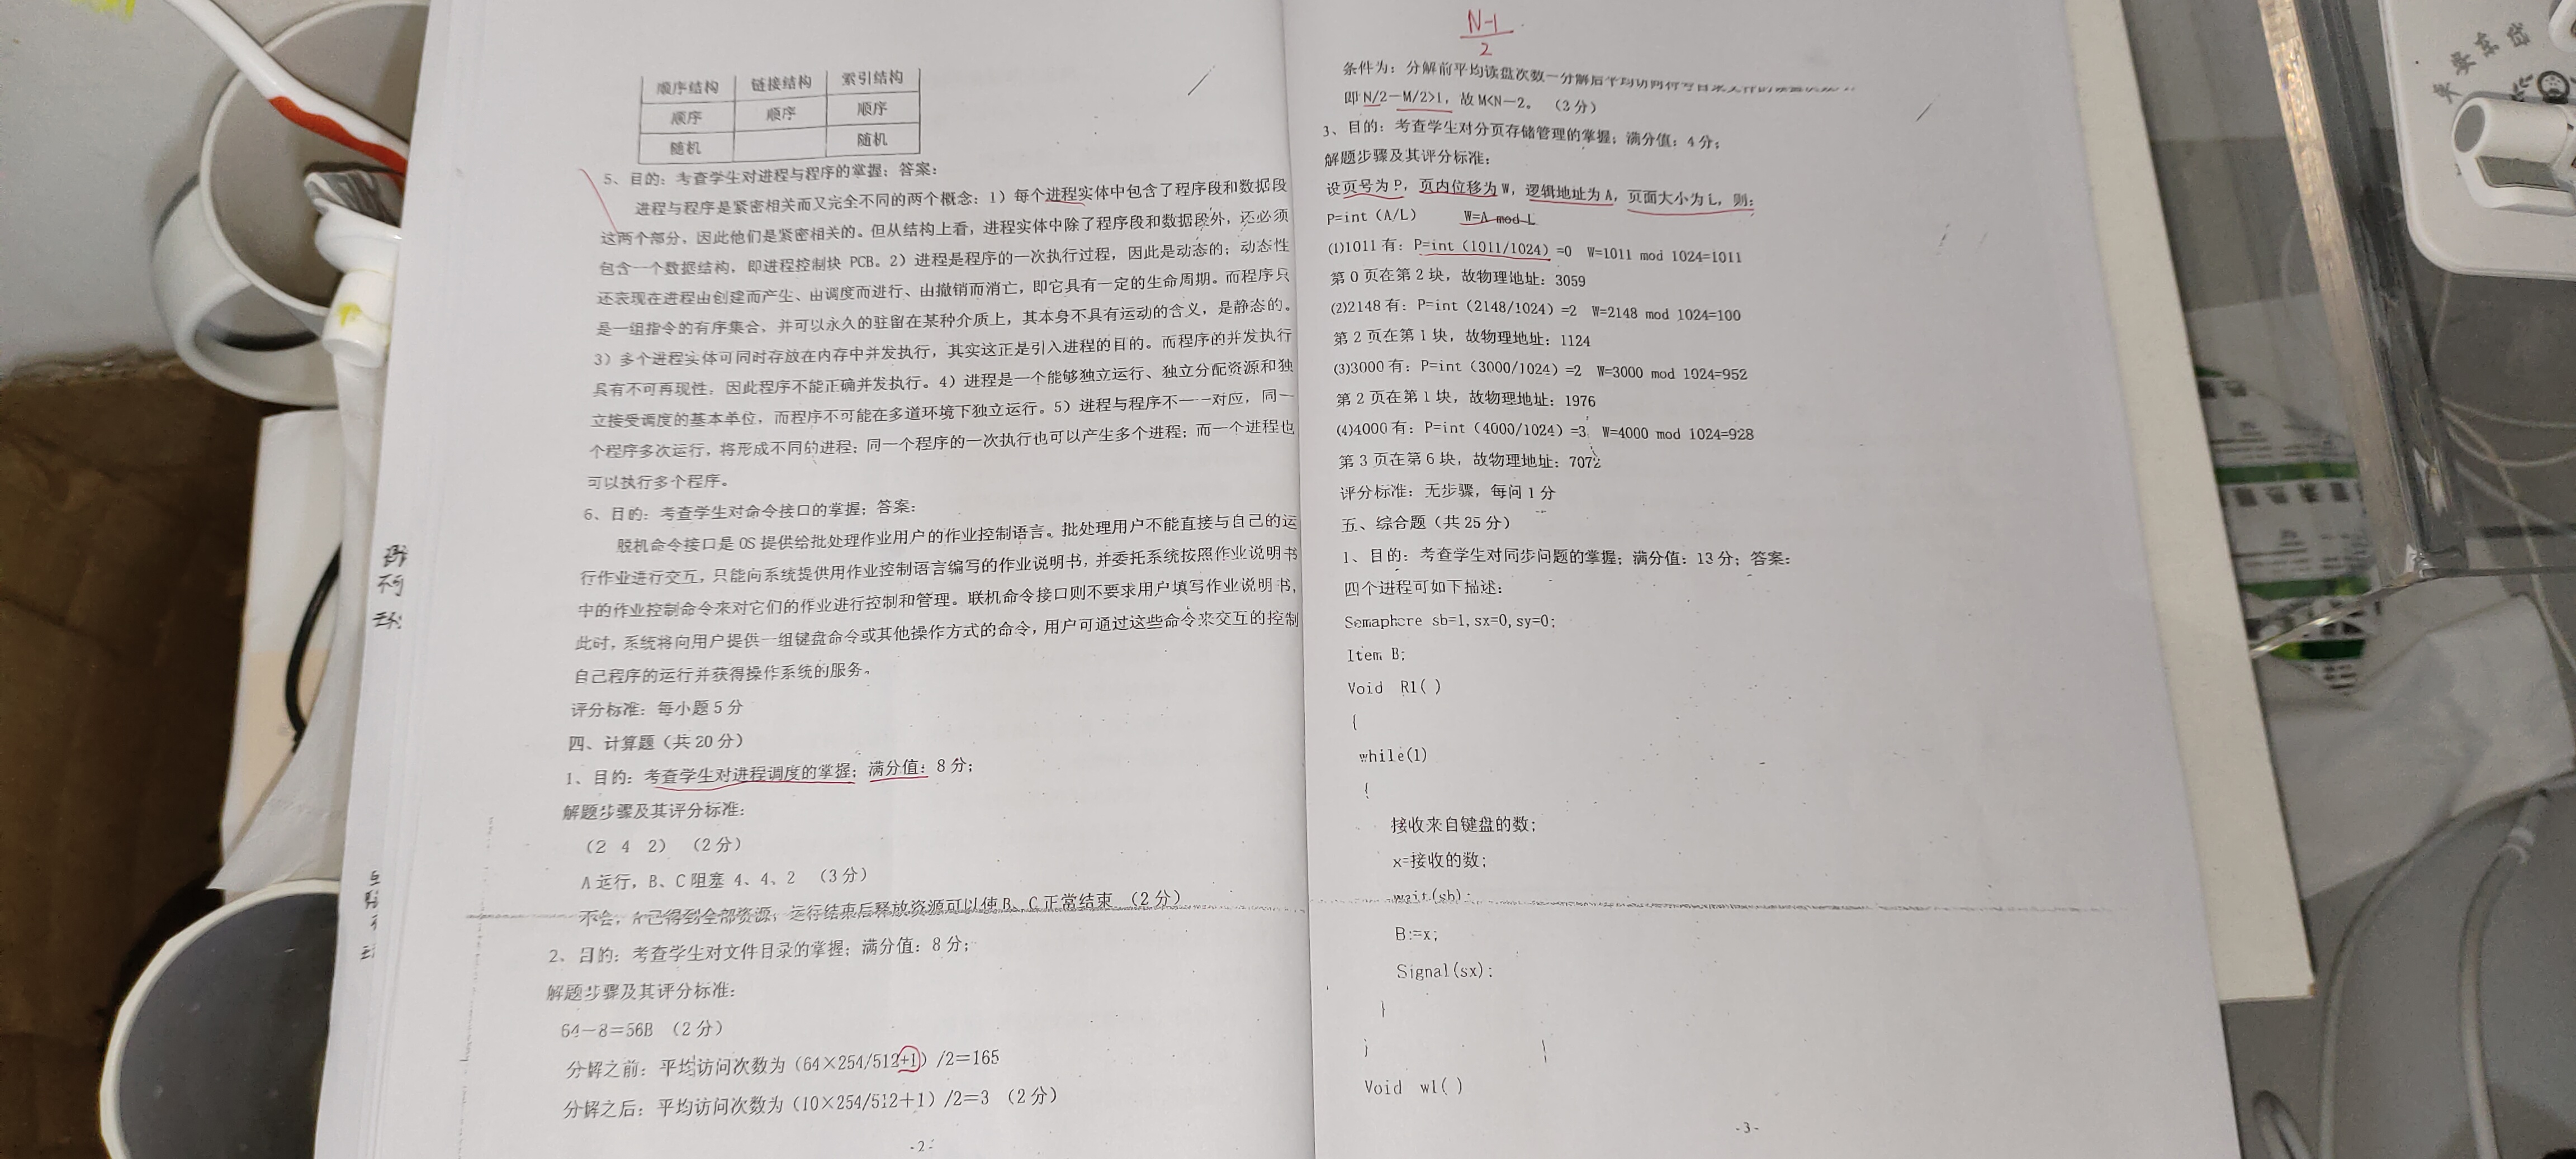 顺序结构 链接结构 索引结构
顺序 顺序 顺序
随机 随机
5、目的：考查学生对进程与程序的掌握；答案：
进程与程序是紧密相关而又完全不同的两个概念：1）每个进程实体中包含了程序段和数据段
这两个部分，因此他们是紧密相关的。但从结构上看，进程实体中除了程序段和数据段外，还必须
包含一个数据结构，即进程控制块 PCB。2）进程是程序的一次执行过程，因此是动态的；动态性
还表现在进程由创建而产生、由调度而进行、由撤销而消亡，即它具有一定的生命周期。而程序只
是一组指令的有序集合，并可以永久的驻留在某种介质上，其本身不具有运动的含义，是静态的。
3）多个进程实体可同时存放在内存中并发执行，其实这正是引入进程的目的。而程序的并发执行
具有不可再现性，因此程序不能正确并发执行。4）进程是一个能够独立运行、独立分配资源和独
立接受调度的基本单位，而程序不可能在多道环境下独立运行。5）进程与程序不一一对应，同一
个程序多次运行，将形成不同的进程；同一个程序的一次执行也可以产生多个进程；而一个进程也
可以执行多个程序。
6、目的：考查学生对命令接口的掌握；答案：
脱机命令接口是 OS 提供给批处理作业用户的作业控制语言。批处理用户不能直接与自己的运
行作业进行交互，只能向系统提供用作业控制语言编写的作业说明书，并委托系统按照作业说明书
中的作业控制命令来对它们的作业进行控制和管理。联机命令接口则不要求用户填写作业说明书，
此时，系统将向用户提供一组键盘命令或其他操作方式的命令，用户可通过这些命令来交互的控制
自己程序的运行并获得操作系统的服务。
评分标准：每小题 5 分
四、计算题（共 20 分）
1、目的：考查学生对进程调度的掌握；满分值：8 分；
解题步骤及其评分标准：
（2 4 2）（2 分）
A 运行，B、C 阻塞 4、4、2 （3 分）
不会，A 已得到全部资源，运行结束后释放资源可以使 B、C 正常结束 （2 分）
2、目的：考查学生对文件目录的掌握；满分值：8 分；
解题步骤及其评分标准：
64－8＝56B （2 分）
分解之前：平均访问次数为（64×254/512+1）/2＝165
分解之后：平均访问次数为（10×254/512＋1）/2＝3 （2 分）
-2-
N-1
2
条件为：分解前平均读盘次数－分解后平均访问
即 N/2－M/2>1，故 M<N－2。 （3 分）
3、目的：考查学生对分页存储管理的掌握；满分值：4 分；
解题步骤及其评分标准：
设页号为 P，页内位移为 W，逻辑地址为 A，页面大小为 L，则：
P=int（A/L） W=A mod L
(1)1011 有：P=int（1011/1024）=0 W=1011 mod 1024=1011
第 0 页在第 2 块，故物理地址：3059
(2)2148 有：P=int（2148/1024）=2 W=2148 mod 1024=100
第 2 页在第 1 块，故物理地址：1124
(3)3000 有：P=int（3000/1024）=2 W=3000 mod 1024=952
第 2 页在第 1 块，故物理地址：1976
(4)4000 有：P=int（4000/1024）=3 W=4000 mod 1024=928
第 3 页在第 6 块，故物理地址：7072
评分标准：无步骤，每问 1 分
五、综合题（共 25 分）
1、目的：考查学生对同步问题的掌握；满分值：13 分；答案：
四个进程可如下描述：
Semaphore sb=1,sx=0,sy=0;
Item B;
Void R1( )
{
while(1)
{
接收来自键盘的数；
x=接收的数；
wait(sb);
B:=x;
Signal(sx);
}
}
Void w1( )
-3-